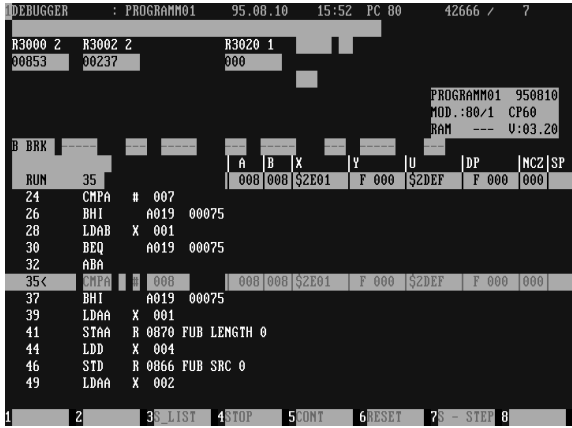 1DEBUGGER : PROGRAMM01 95.08.10 15:52 PC 80 42666 / 7
R3000 2 R3002 2 R3020 1
00853 00237 000
PROGRAMM01 950810
MOD.:80/1 CP60
RAM --- V:03.20
B BRK ----- --- ----- --- ----- --- ----- ---
A B X Y U DP NCZ SP
RUN 35 008 008 $2E01 F 000 $2DEF F 000 000
24 CMPA # 007
26 BHI A019 00075
28 LDAB X 001
30 BEQ A019 00075
32 ABA
35< CMPA # 008 008 008 $2E01 F 000 $2DEF F 000 000
37 BHI A019 00075
39 LDAA X 001
41 STAA R 0870 FUB LENGTH 0
44 LDD X 004
46 STD R 0866 FUB SRC 0
49 LDAA X 002
1 2 3S_LIST 4STOP 5CONT 6RESET 7S - STEP 8